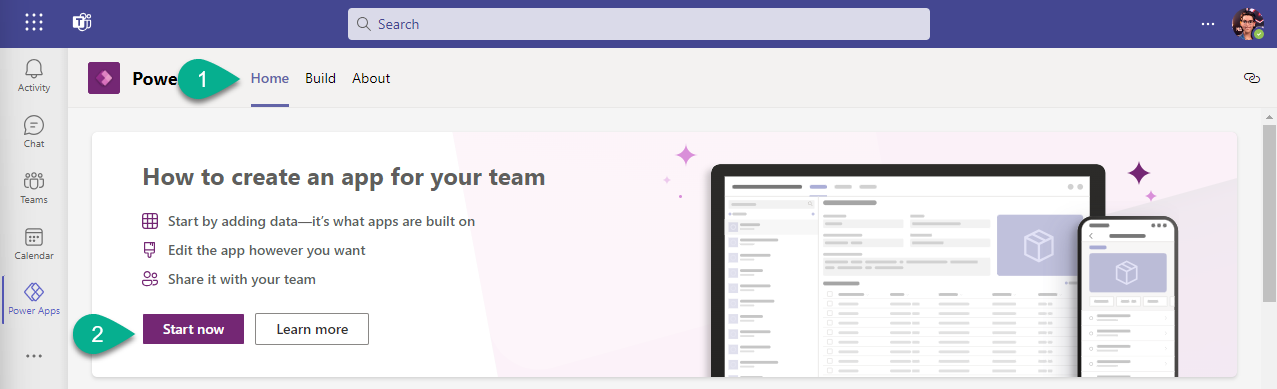 Search
Activity
Chat
Teams
Calendar
Power Apps
1
Home Build About
How to create an app for your team
Start by adding data—it's what apps are built on
Edit the app however you want
Share it with your team
2
Start now Learn more